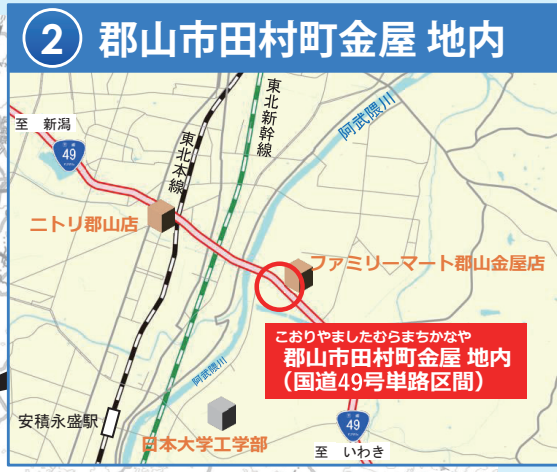 2 郡山市田村町金屋 地内
至 新潟
国道
49
東北本線
東北新幹線
阿武隈川
ニトリ郡山店
ファミリーマート郡山金屋店
こおりやましたむらまちかなや
郡山市田村町金屋 地内
（国道49号単路区間）
阿武隈川
安積永盛駅
日本大学工学部
国道
49
至 いわき